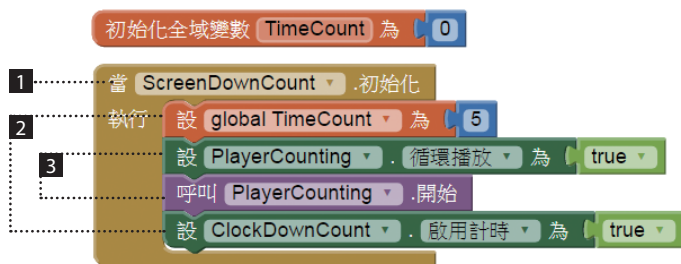 初始化全域變數 TimeCount 為 0
1 當 ScreenDownCount .初始化
執行
2 設 global TimeCount 為 5
3 設 PlayerCounting . 循環播放 為 true
呼叫 PlayerCounting .開始
設 ClockDownCount . 啟用計時 為 true